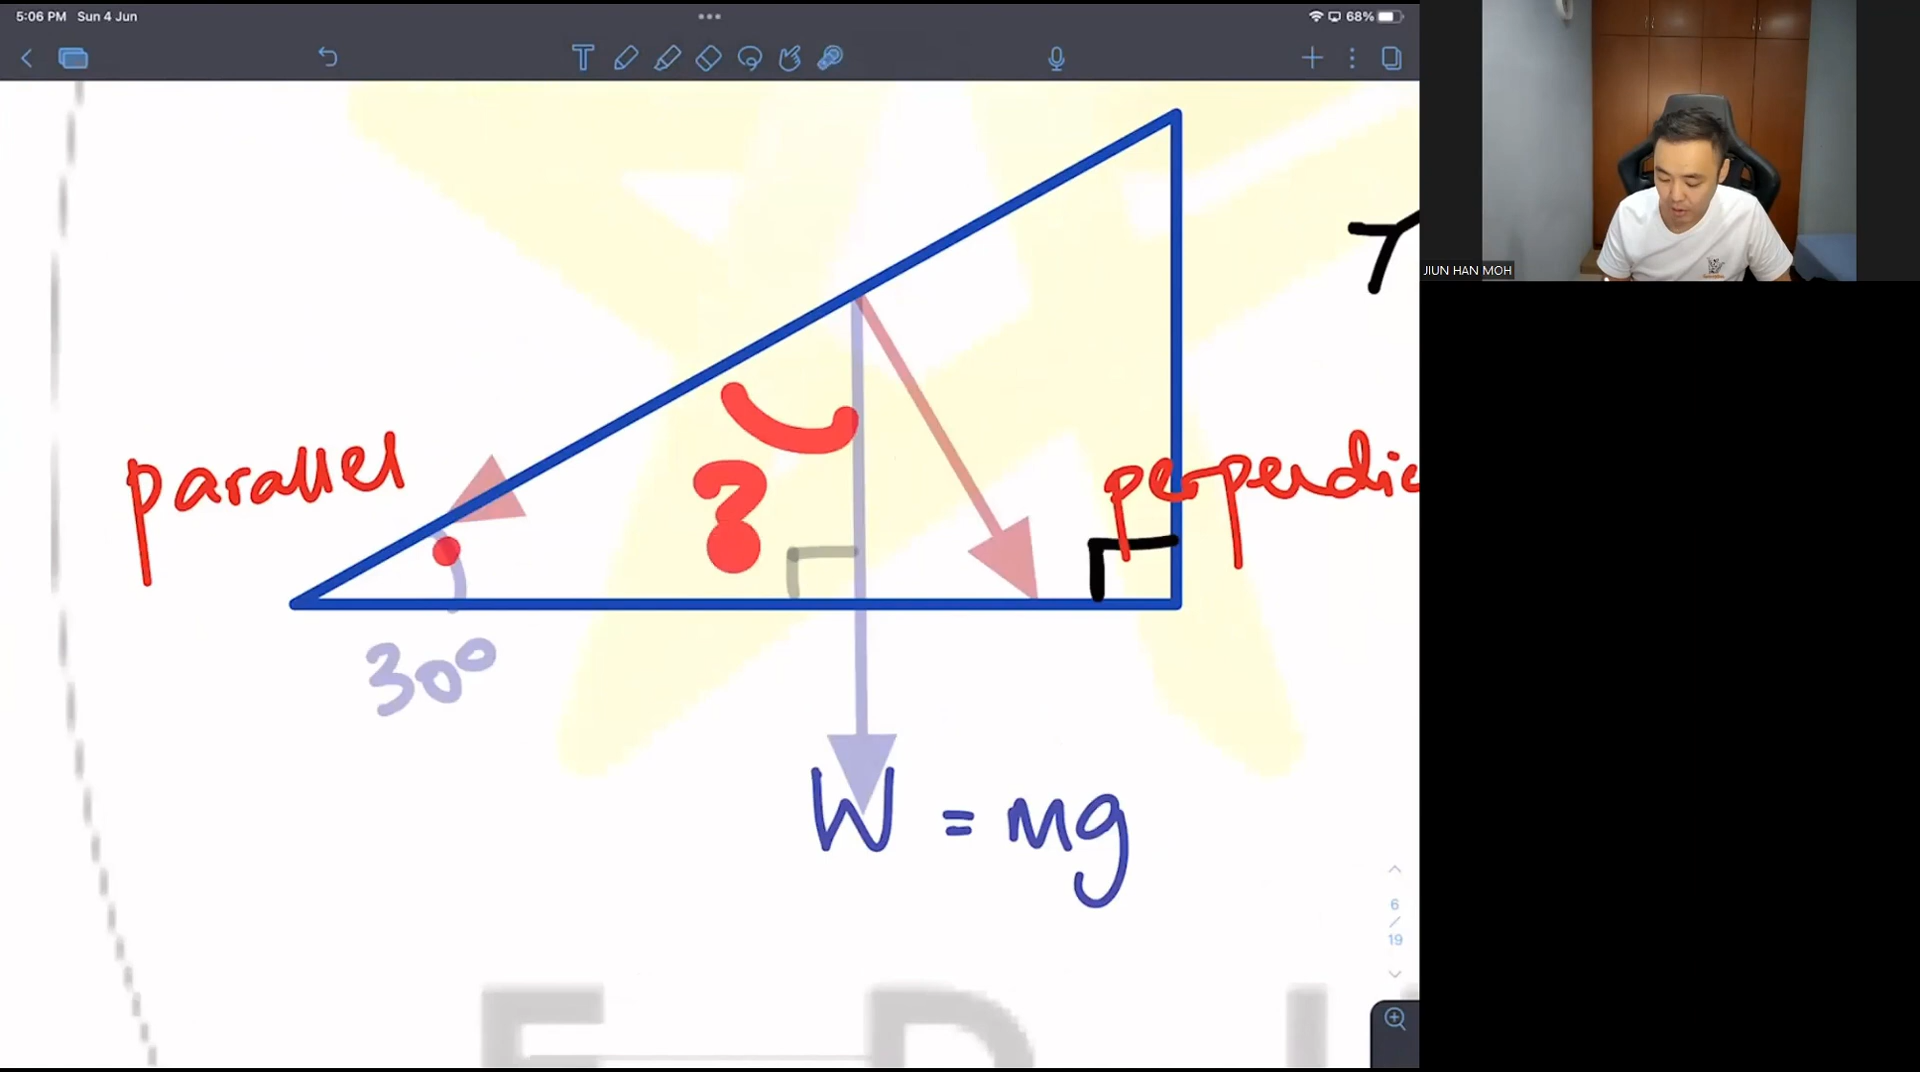 5:06 PM Sun 4 Jun
68%
T
JIUN HAN MOH
parallel
?
perpendic
30°
W = mg
6
/
19
E D